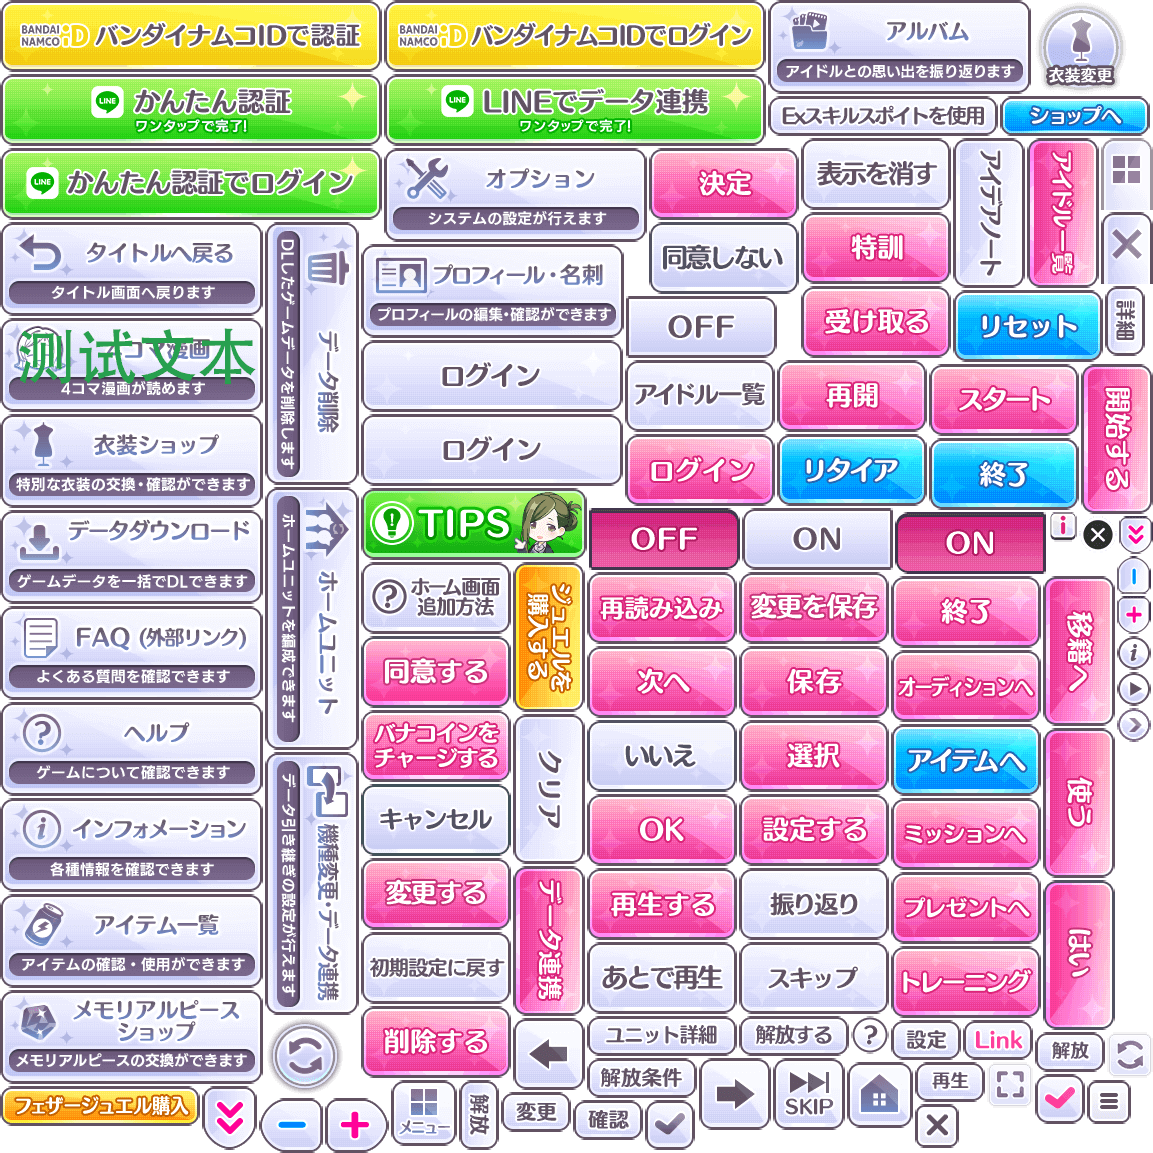 BANDAI NAMCO iD バンダイナムコIDで認証
BANDAI NAMCO iD バンダイナムコIDでログイン
アルバム
アイドルとの思い出を振り返ります
衣装変更
LINE かんたん認証
ワンタップで完了!
LINE LINEでデータ連携
ワンタップで完了!
Exスキルスポイトを使用
ショップへ
LINE かんたん認証でログイン
オプション
システムの設定が行えます
決定
表示を消す
アイデアノート
アイドル一覧
タイトルへ戻る
タイトル画面へ戻ります
データ削除
DLしたゲームデータを削除します
プロフィール・名刺
プロフィールの編集・確認ができます
同意しない
特訓
OFF
受け取る
リセット
詳細
测试文本
4コマ漫画
4コマ漫画が読めます
ログイン
アイドル一覧
再開
スタート
開始する
衣装ショップ
特別な衣装の交換・確認ができます
ログイン
ログイン
リタイア
終了
データダウンロード
ゲームデータを一括でDLできます
ホームユニット
ホームユニットを編成できます
TIPS
OFF
ON
ON
i
ホーム画面
追加方法
ジュエルを
購入する
再読み込み
変更を保存
終了
移籍へ
FAQ (外部リンク)
よくある質問を確認できます
同意する
次へ
保存
オーディションへ
ヘルプ
ゲームについて確認できます
バナコインを
チャージする
クリア
いいえ
選択
アイテムへ
使う
インフォメーション
各種情報を確認できます
機種変更・データ連携
データ引き継ぎの設定が行えます
キャンセル
OK
設定する
ミッションへ
アイテム一覧
アイテムの確認・使用ができます
変更する
データ連携
再生する
振り返り
プレゼントへ
はい
初期設定に戻す
あとで再生
スキップ
トレーニング
メモリアルピース
ショップ
メモリアルピースの交換ができます
削除する
ユニット詳細
解放する
?
設定
Link
解放
解放条件
SKIP
再生
フェザージュエル購入
メニュー
解放
変更
確認